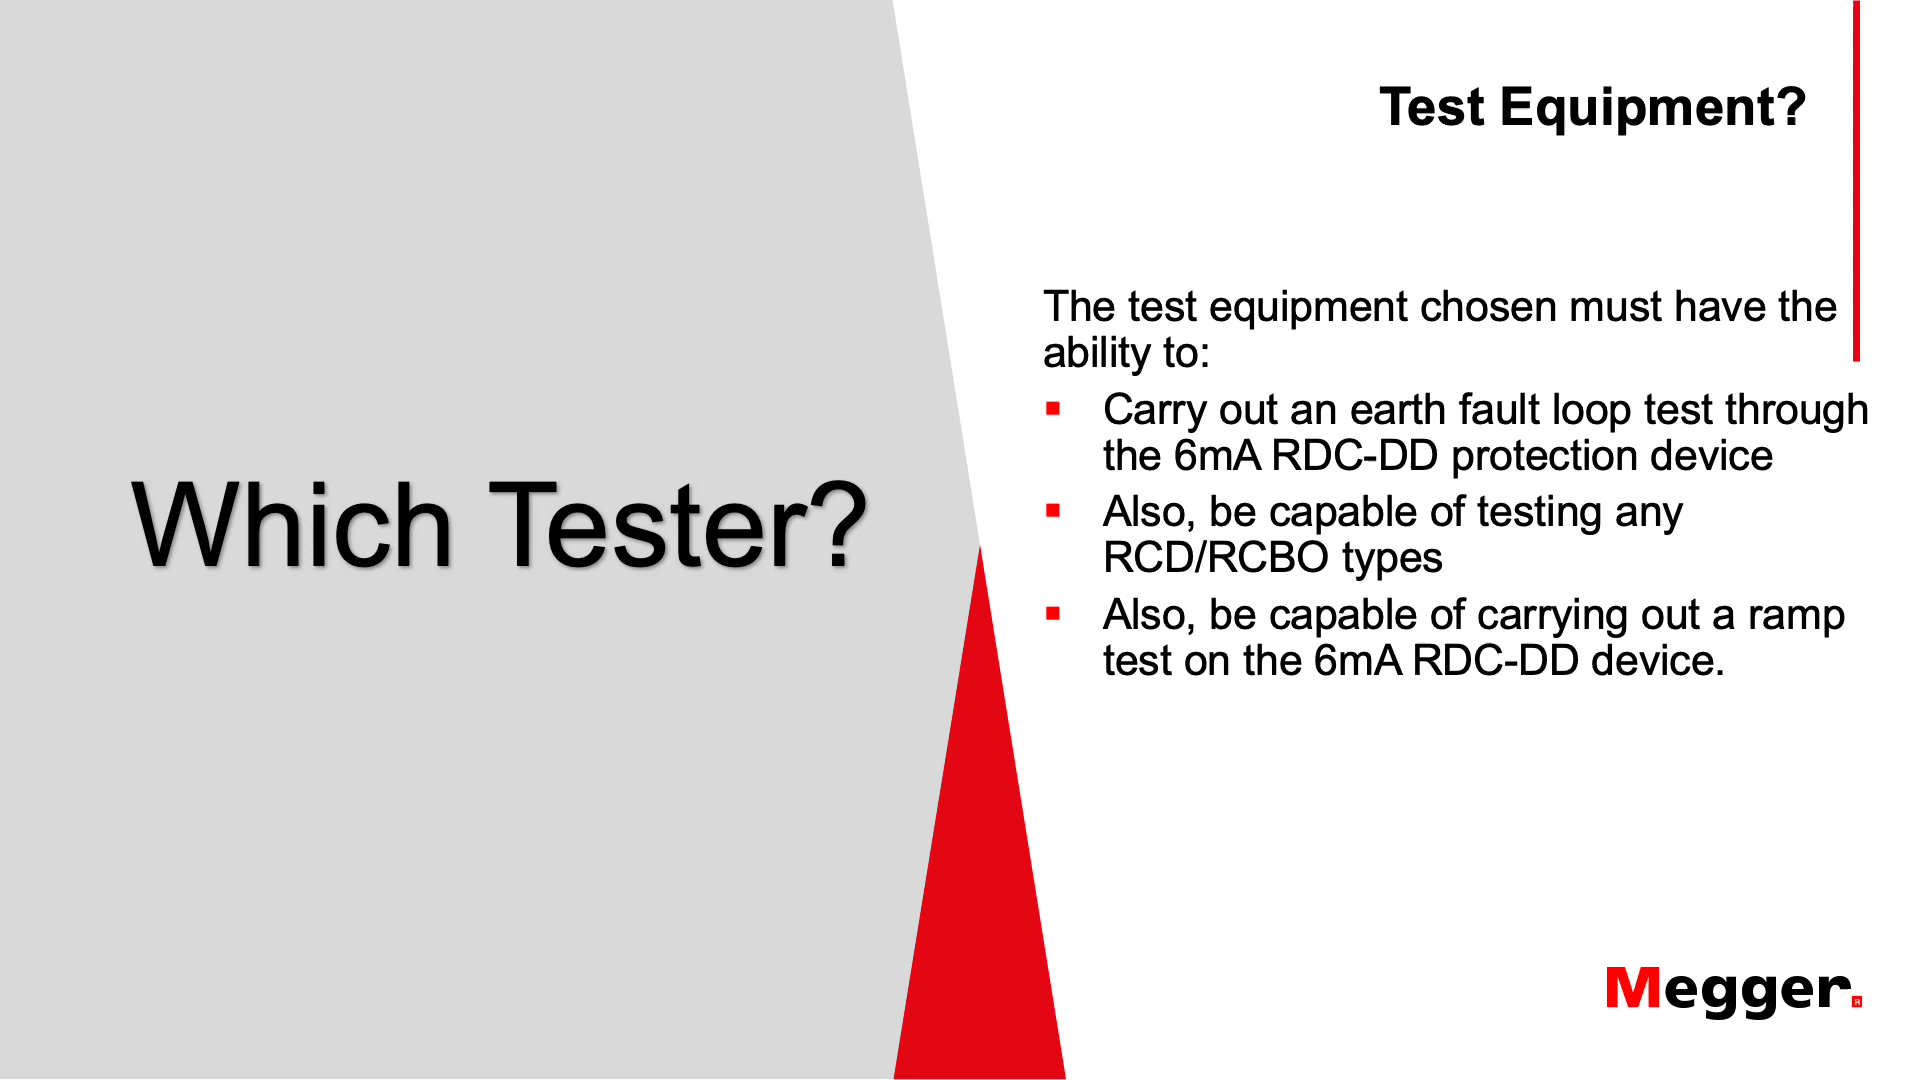 Test Equipment?
Which Tester?
The test equipment chosen must have the
ability to:
▪ Carry out an earth fault loop test through
the 6mA RDC-DD protection device
▪ Also, be capable of testing any
RCD/RCBO types
▪ Also, be capable of carrying out a ramp
test on the 6mA RDC-DD device.
Megger.